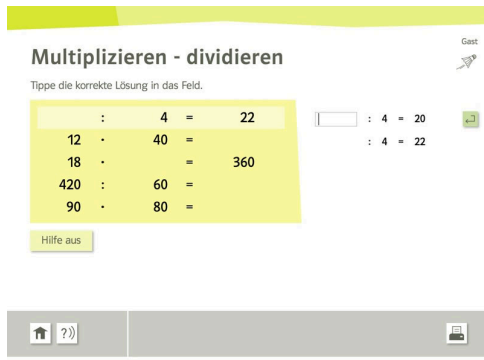 Gast
Multiplizieren - dividieren
Tippe die korrekte Lösung in das Feld.
: 4 = 22
12 · 40 =
18 · = 360
420 : 60 =
90 · 80 =
: 4 = 20
: 4 = 22
Hilfe aus
?))